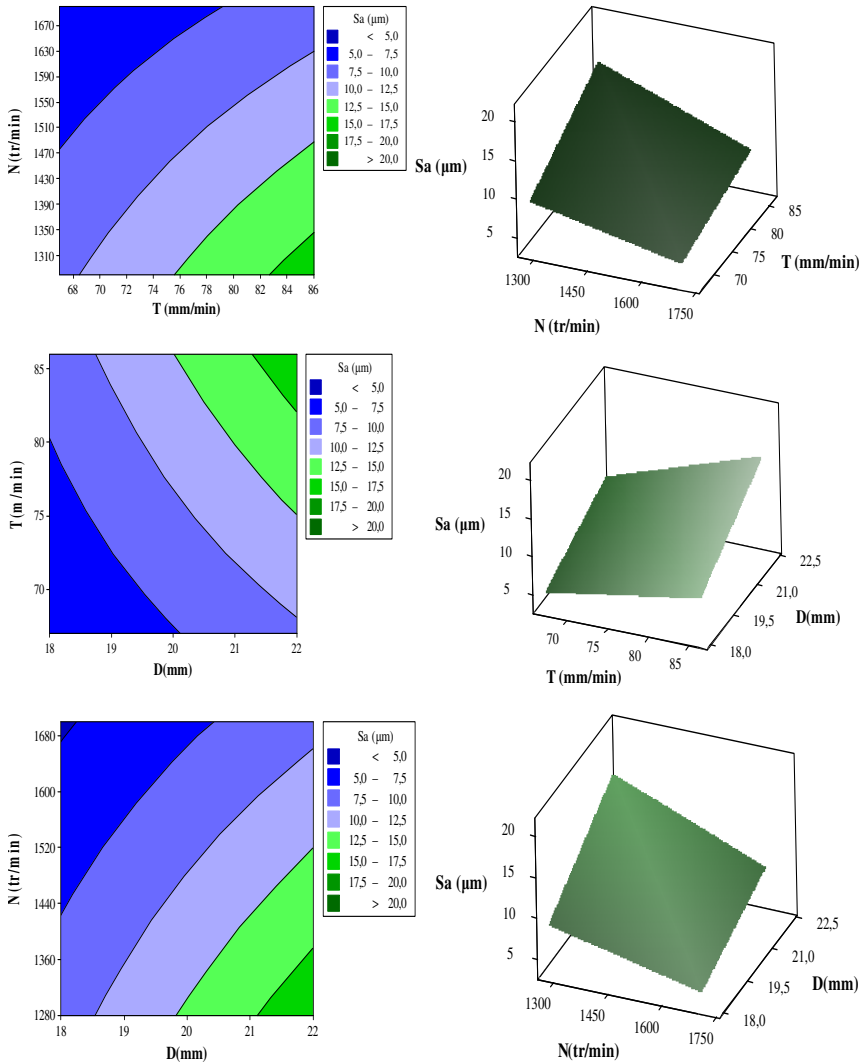 1670
1630
1590
1550
1510
1470
1430
1390
1350
1310
N (tr/min)
68 70 72 74 76 78 80 82 84 86
T (mm/min)
Sa (µm)
< 5,0
5,0 – 7,5
7,5 – 10,0
10,0 – 12,5
12,5 – 15,0
15,0 – 17,5
17,5 – 20,0
> 20,0
Sa (µm)
20
15
10
5
1300
1450
1600
1750
N (tr/min)
70
75
80
85
T (mm/min)
85
80
75
70
T (m /min)
18 19 20 21 22
D(mm)
Sa (µm)
< 5,0
5,0 – 7,5
7,5 – 10,0
10,0 – 12,5
12,5 – 15,0
15,0 – 17,5
17,5 – 20,0
> 20,0
Sa (µm)
20
15
10
5
70
75
80
85
T (mm/min)
18,0
19,5
21,0
22,5
D(mm)
1680
1600
1520
1440
1360
1280
N (tr/min)
18 19 20 21 22
D(mm)
Sa (µm)
< 5,0
5,0 – 7,5
7,5 – 10,0
10,0 – 12,5
12,5 – 15,0
15,0 – 17,5
17,5 – 20,0
> 20,0
Sa (µm)
20
15
10
5
1300
1450
1600
1750
N(tr/min)
18,0
19,5
21,0
22,5
D(mm)